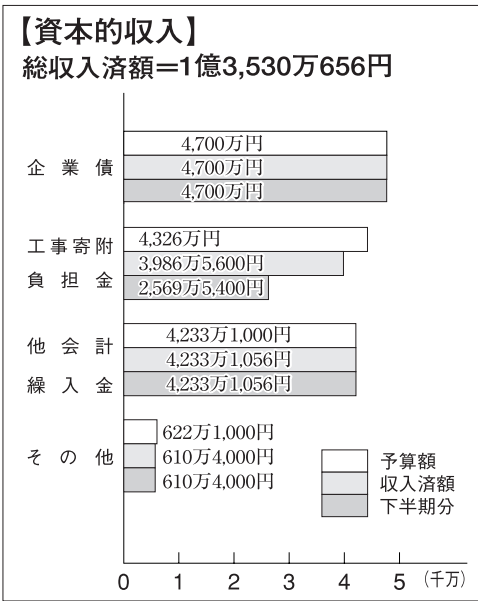 【資本的収入】
総収入済額＝1億3,530万656円
企業債
4,700万円
4,700万円
4,700万円
工事寄附
負担金
4,326万円
3,986万5,600円
2,569万5,400円
他会計
繰入金
4,233万1,000円
4,233万1,056円
4,233万1,056円
その他
622万1,000円
610万4,000円
610万4,000円
予算額
収入済額
下半期分
0 1 2 3 4 5 (千万)